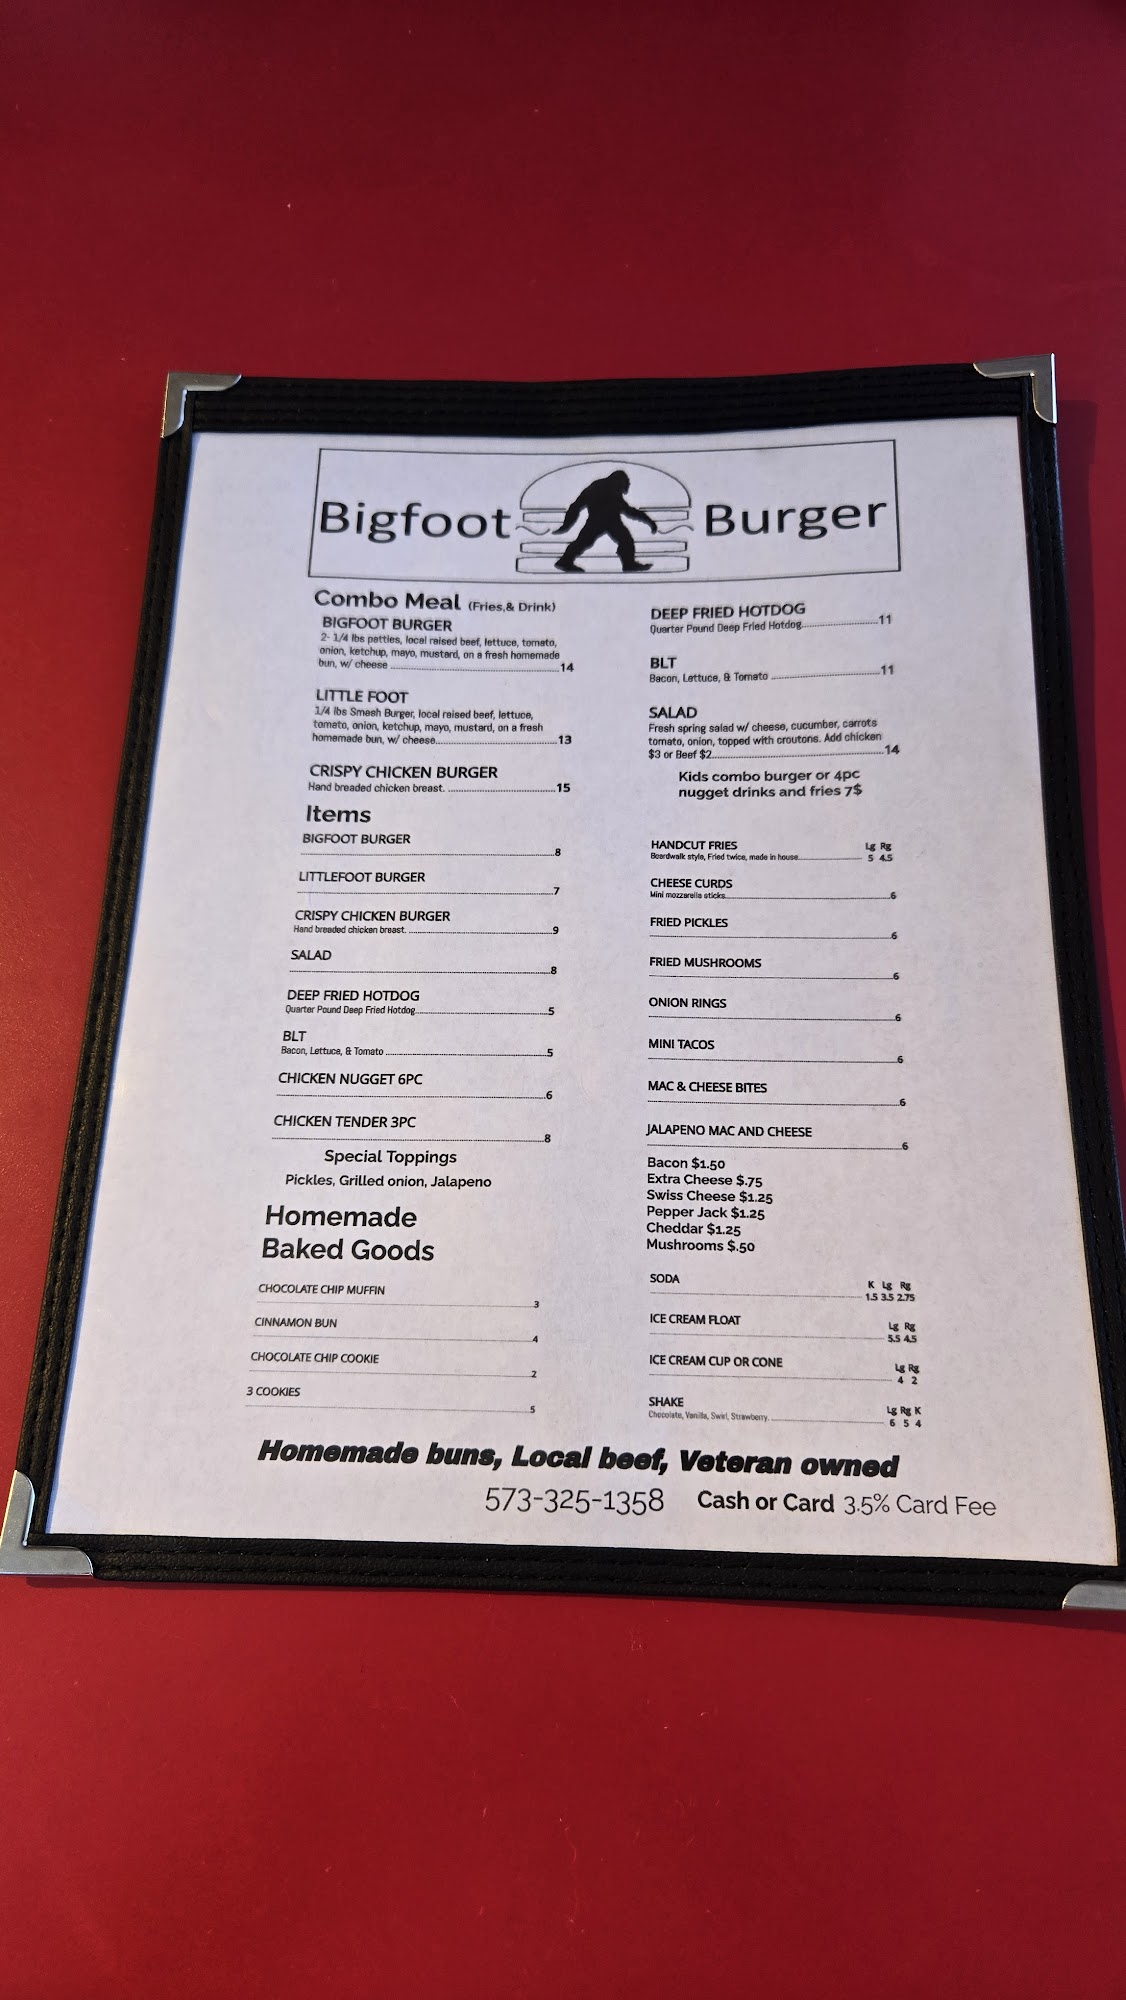 Bigfoot Burger
Combo Meal (Fries,& Drink)
BIGFOOT BURGER
2- 1/4 lbs patties, local raised beef, lettuce, tomato,
onion, ketchup, mayo, mustard, on a fresh homemade
bun, w/ cheese 14
LITTLE FOOT
1/4 lbs Smash Burger, local raised beef, lettuce,
tomato, onion, ketchup, mayo, mustard, on a fresh
homemade bun, w/ cheese 13
CRISPY CHICKEN BURGER
Hand breaded chicken breast. 15
DEEP FRIED HOTDOG
Quarter Pound Deep Fried Hotdog 11
BLT
Bacon, Lettuce, & Tomato 11
SALAD
Fresh spring salad w/ cheese, cucumber, carrots
tomato, onion, topped with croutons. Add chicken
$3 or Beef $2 14
Kids combo burger or 4pc
nugget drinks and fries 7$
Items
BIGFOOT BURGER
8
LITTLEFOOT BURGER
7
CRISPY CHICKEN BURGER
Hand breaded chicken breast. 9
SALAD
8
DEEP FRIED HOTDOG
Quarter Pound Deep Fried Hotdog 5
BLT
Bacon, Lettuce, & Tomato 5
CHICKEN NUGGET 6PC
6
CHICKEN TENDER 3PC
8
Special Toppings
Pickles, Grilled onion, Jalapeno
HANDCUT FRIES Lg Rg
Boardwalk style, Fried twice, made in house 5 4.5
CHEESE CURDS
Mini mozzarella sticks 6
FRIED PICKLES
6
FRIED MUSHROOMS
6
ONION RINGS
6
MINI TACOS
6
MAC & CHEESE BITES
6
JALAPENO MAC AND CHEESE
6
Bacon $1.50
Extra Cheese $.75
Swiss Cheese $1.25
Pepper Jack $1.25
Cheddar $1.25
Mushrooms $.50
Homemade
Baked Goods
CHOCOLATE CHIP MUFFIN
3
CINNAMON BUN
4
CHOCOLATE CHIP COOKIE
2
3 COOKIES
5
SODA K Lg Rg
1.5 3.5 2.75
ICE CREAM FLOAT Lg Rg
5.5 4.5
ICE CREAM CUP OR CONE Lg Rg
4 2
SHAKE Lg Rg K
Chocolate, Vanilla, Swirl, Strawberry. 6 5 4
Homemade buns, Local beef, Veteran owned
573-325-1358 Cash or Card 3.5% Card Fee